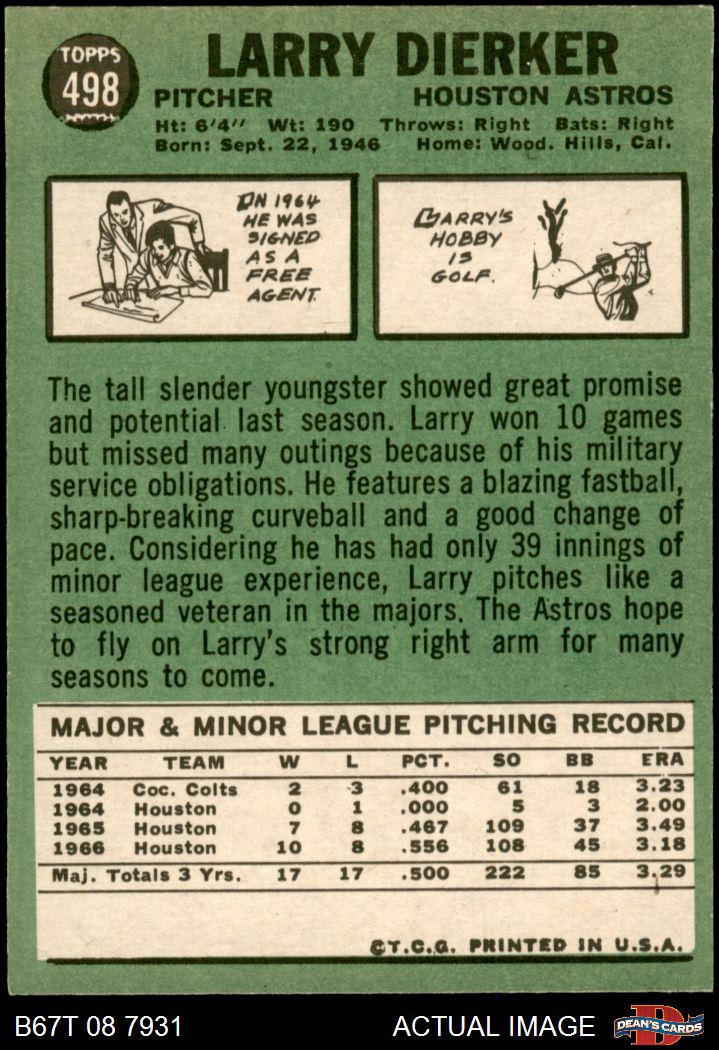 TOPPS
498
LARRY DIERKER
PITCHER HOUSTON ASTROS
Ht: 6'4" Wt: 190 Throws: Right Bats: Right
Born: Sept. 22, 1946 Home: Wood. Hills, Cal.
IN 1964
HE WAS
SIGNED
AS A
FREE
AGENT.
LARRY'S
HOBBY
IS
GOLF.
The tall slender youngster showed great promise
and potential last season. Larry won 10 games
but missed many outings because of his military
service obligations. He features a blazing fastball,
sharp-breaking curveball and a good change of
pace. Considering he has had only 39 innings of
minor league experience, Larry pitches like a
seasoned veteran in the majors. The Astros hope
to fly on Larry's strong right arm for many
seasons to come.
MAJOR & MINOR LEAGUE PITCHING RECORD
YEAR TEAM W L PCT. SO BB ERA
1964 Coc. Colts 2 3 .400 61 18 3.23
1964 Houston 0 1 .000 5 3 2.00
1965 Houston 7 8 .467 109 37 3.49
1966 Houston 10 8 .556 108 45 3.18
Maj. Totals 3 Yrs. 17 17 .500 222 85 3.29
©T.C.G. PRINTED IN U.S.A.
B67T 08 7931 ACTUAL IMAGE
D
DEAN'S CARDS